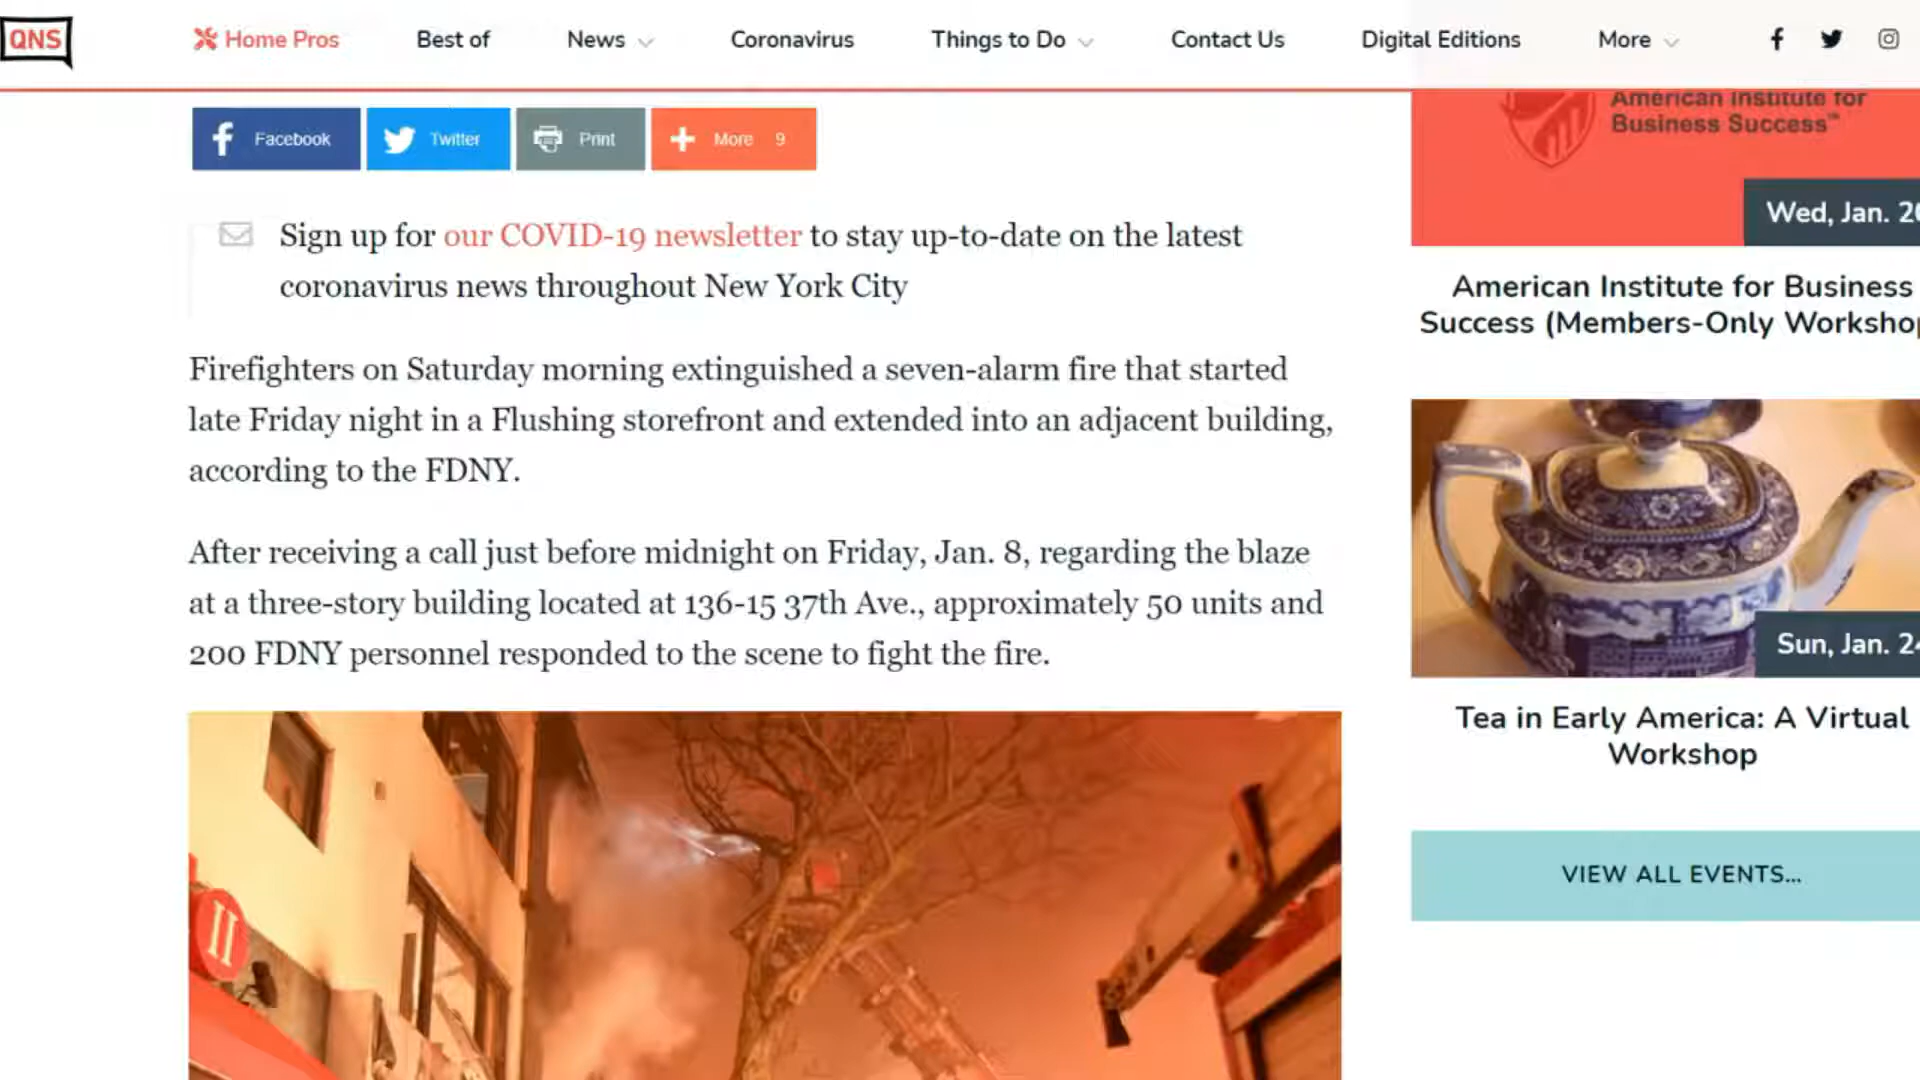 QNS
Home Pros
Best of
News
Coronavirus
Things to Do
Contact Us
Digital Editions
More
Facebook
Twitter
Print
More 9
Sign up for our COVID-19 newsletter to stay up-to-date on the latest
coronavirus news throughout New York City
Firefighters on Saturday morning extinguished a seven-alarm fire that started
late Friday night in a Flushing storefront and extended into an adjacent building,
according to the FDNY.
After receiving a call just before midnight on Friday, Jan. 8, regarding the blaze
at a three-story building located at 136-15 37th Ave., approximately 50 units and
200 FDNY personnel responded to the scene to fight the fire.
American Institute for
Business Success™
Wed, Jan. 20
American Institute for Business
Success (Members-Only Workshop
Sun, Jan. 24
Tea in Early America: A Virtual
Workshop
VIEW ALL EVENTS...